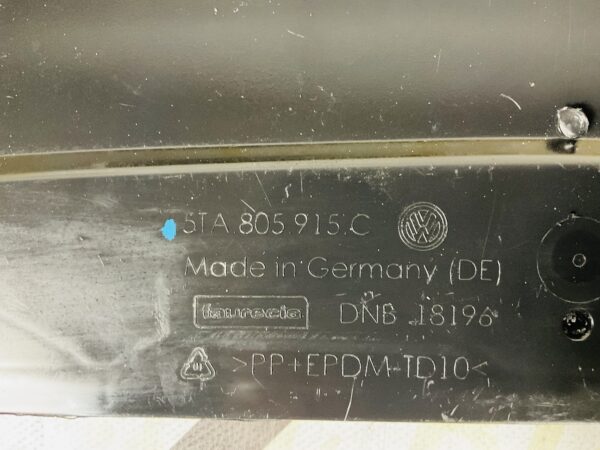 5TA 805 915 C
Made in Germany (DE)
faurecia DNB 18196
>PP+EPDM-TD10<